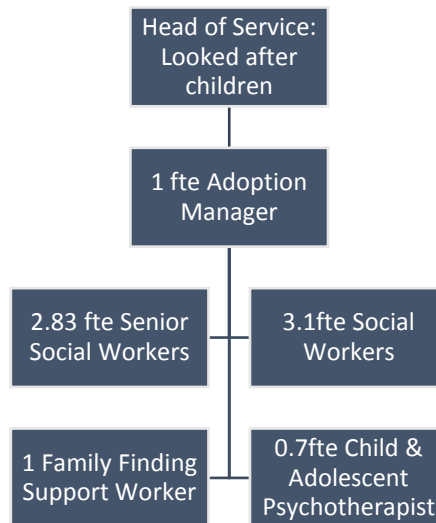 Head of Service:
Looked after
children
1 fte Adoption
Manager
2.83 fte Senior
Social Workers
3.1fte Social
Workers
1 Family Finding
Support Worker
0.7fte Child &
Adolescent
Psychotherapist